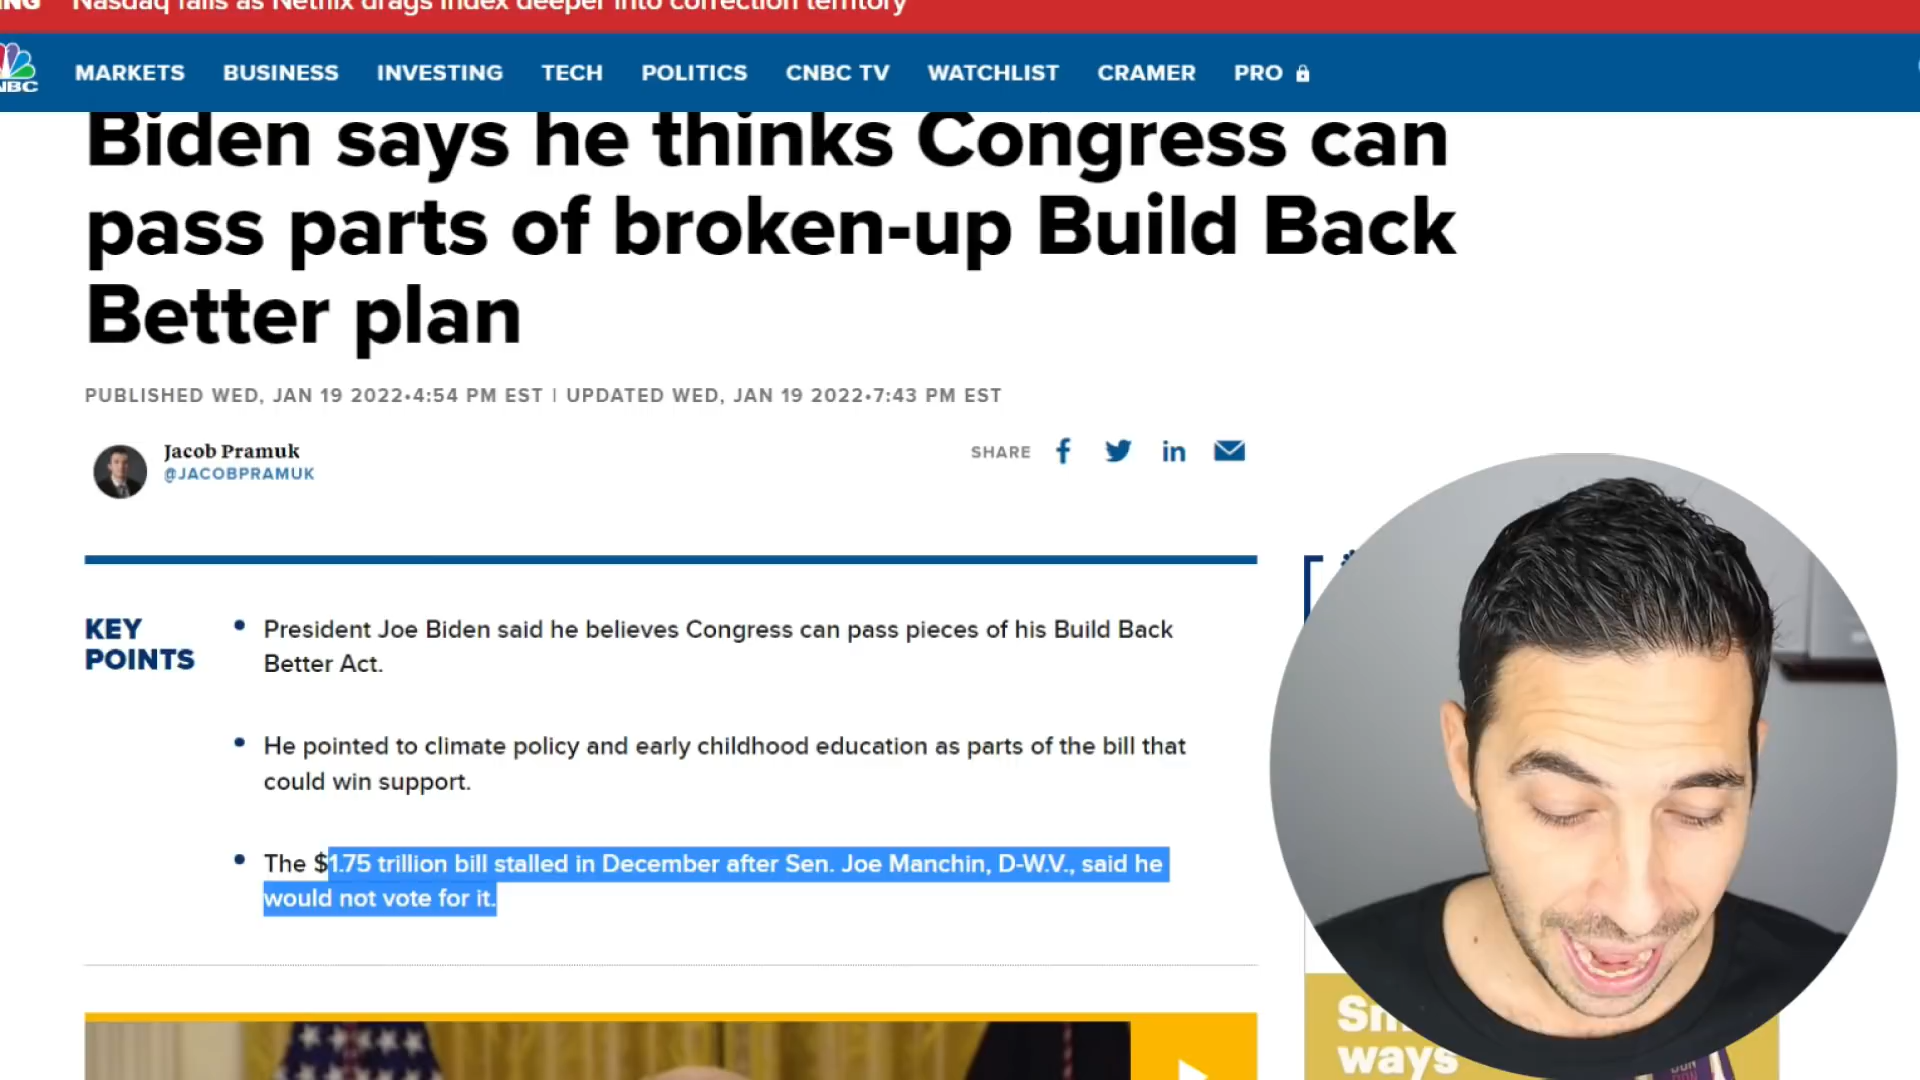 Nasdaq falls as Netflix drags index deeper into correction territory
NBC MARKETS BUSINESS INVESTING TECH POLITICS CNBC TV WATCHLIST CRAMER PRO
Biden says he thinks Congress can
pass parts of broken-up Build Back
Better plan
PUBLISHED WED, JAN 19 2022•4:54 PM EST | UPDATED WED, JAN 19 2022•7:43 PM EST
Jacob Pramuk
@JACOBPRAMUK
SHARE
KEY
POINTS
• President Joe Biden said he believes Congress can pass pieces of his Build Back
Better Act.
• He pointed to climate policy and early childhood education as parts of the bill that
could win support.
• The $1.75 trillion bill stalled in December after Sen. Joe Manchin, D-W.V., said he
would not vote for it.
ways